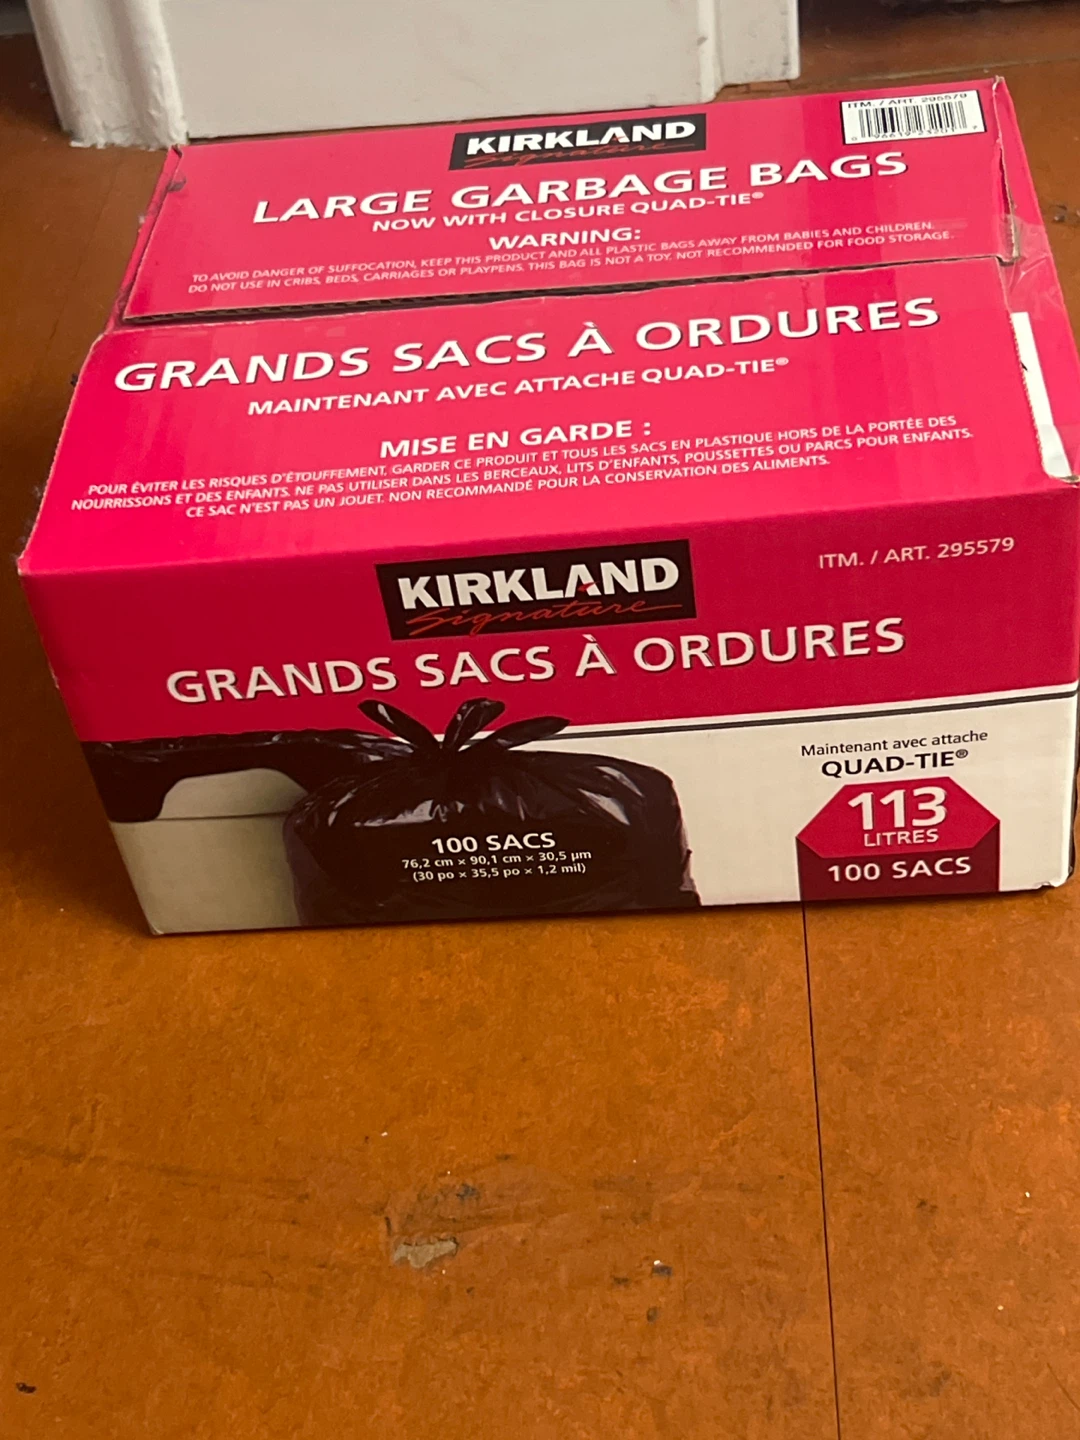 ITM. / ART. 295579
KIRKLAND
Signature
LARGE GARBAGE BAGS
NOW WITH CLOSURE QUAD-TIE®
WARNING:
TO AVOID DANGER OF SUFFOCATION, KEEP THIS PRODUCT AND ALL PLASTIC BAGS AWAY FROM BABIES AND CHILDREN.
DO NOT USE IN CRIBS, BEDS, CARRIAGES OR PLAYPENS. THIS BAG IS NOT A TOY. NOT RECOMMENDED FOR FOOD STORAGE.
GRANDS SACS À ORDURES
MAINTENANT AVEC ATTACHE QUAD-TIE®
MISE EN GARDE :
POUR ÉVITER LES RISQUES D'ÉTOUFFEMENT, GARDER CE PRODUIT ET TOUS LES SACS EN PLASTIQUE HORS DE LA PORTÉE DES
NOURRISSONS ET DES ENFANTS. NE PAS UTILISER DANS LES BERCEAUX, LITS D'ENFANTS, POUSSETTES OU PARCS POUR ENFANTS.
CE SAC N'EST PAS UN JOUET. NON RECOMMANDÉ POUR LA CONSERVATION DES ALIMENTS.
ITM. / ART. 295579
KIRKLAND
Signature
GRANDS SACS À ORDURES
Maintenant avec attache
QUAD-TIE®
113
LITRES
100 SACS
100 SACS
76,2 cm × 90,1 cm × 30,5 µm
(30 po × 35,5 po × 1,2 mil)